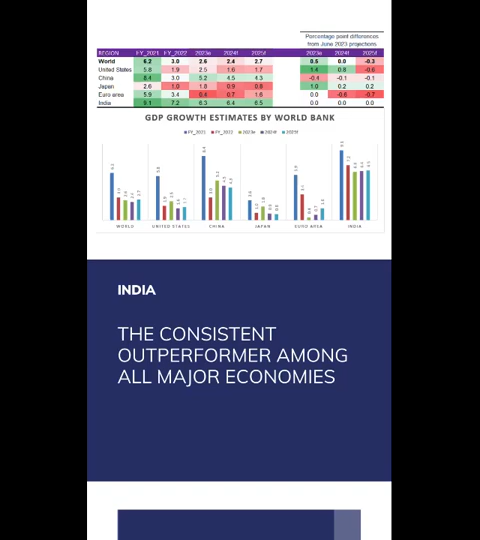 Percentage point differences
from June 2023 projections
REGION FY_2021 FY_2022 2023e 2024f 2025f 2023e 2024f 2025f
World 6.2 3.0 2.6 2.4 2.7 0.5 0.0 -0.3
United States 5.8 1.9 2.5 1.6 1.7 1.4 0.8 -0.6
China 8.4 3.0 5.2 4.5 4.3 -0.4 -0.1 -0.1
Japan 2.6 1.0 1.8 0.9 0.8 1.0 0.2 0.2
Euro area 5.9 3.4 0.4 0.7 1.6 0.0 -0.6 -0.7
India 9.1 7.2 6.3 6.4 6.5 0.0 0.0 0.0
GDP GROWTH ESTIMATES BY WORLD BANK
FY_2021 FY_2022 2023e 2024f 2025f
WORLD UNITED STATES CHINA JAPAN EURO AREA INDIA
INDIA
THE CONSISTENT
OUTPERFORMER AMONG
ALL MAJOR ECONOMIES